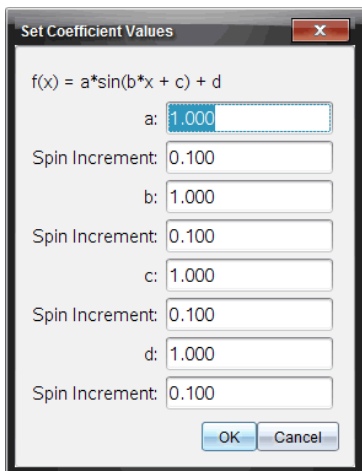 Set Coefficient Values
f(x) = a*sin(b*x + c) + d
a: 1.000
Spin Increment: 0.100
b: 1.000
Spin Increment: 0.100
c: 1.000
Spin Increment: 0.100
d: 1.000
Spin Increment: 0.100
OK Cancel